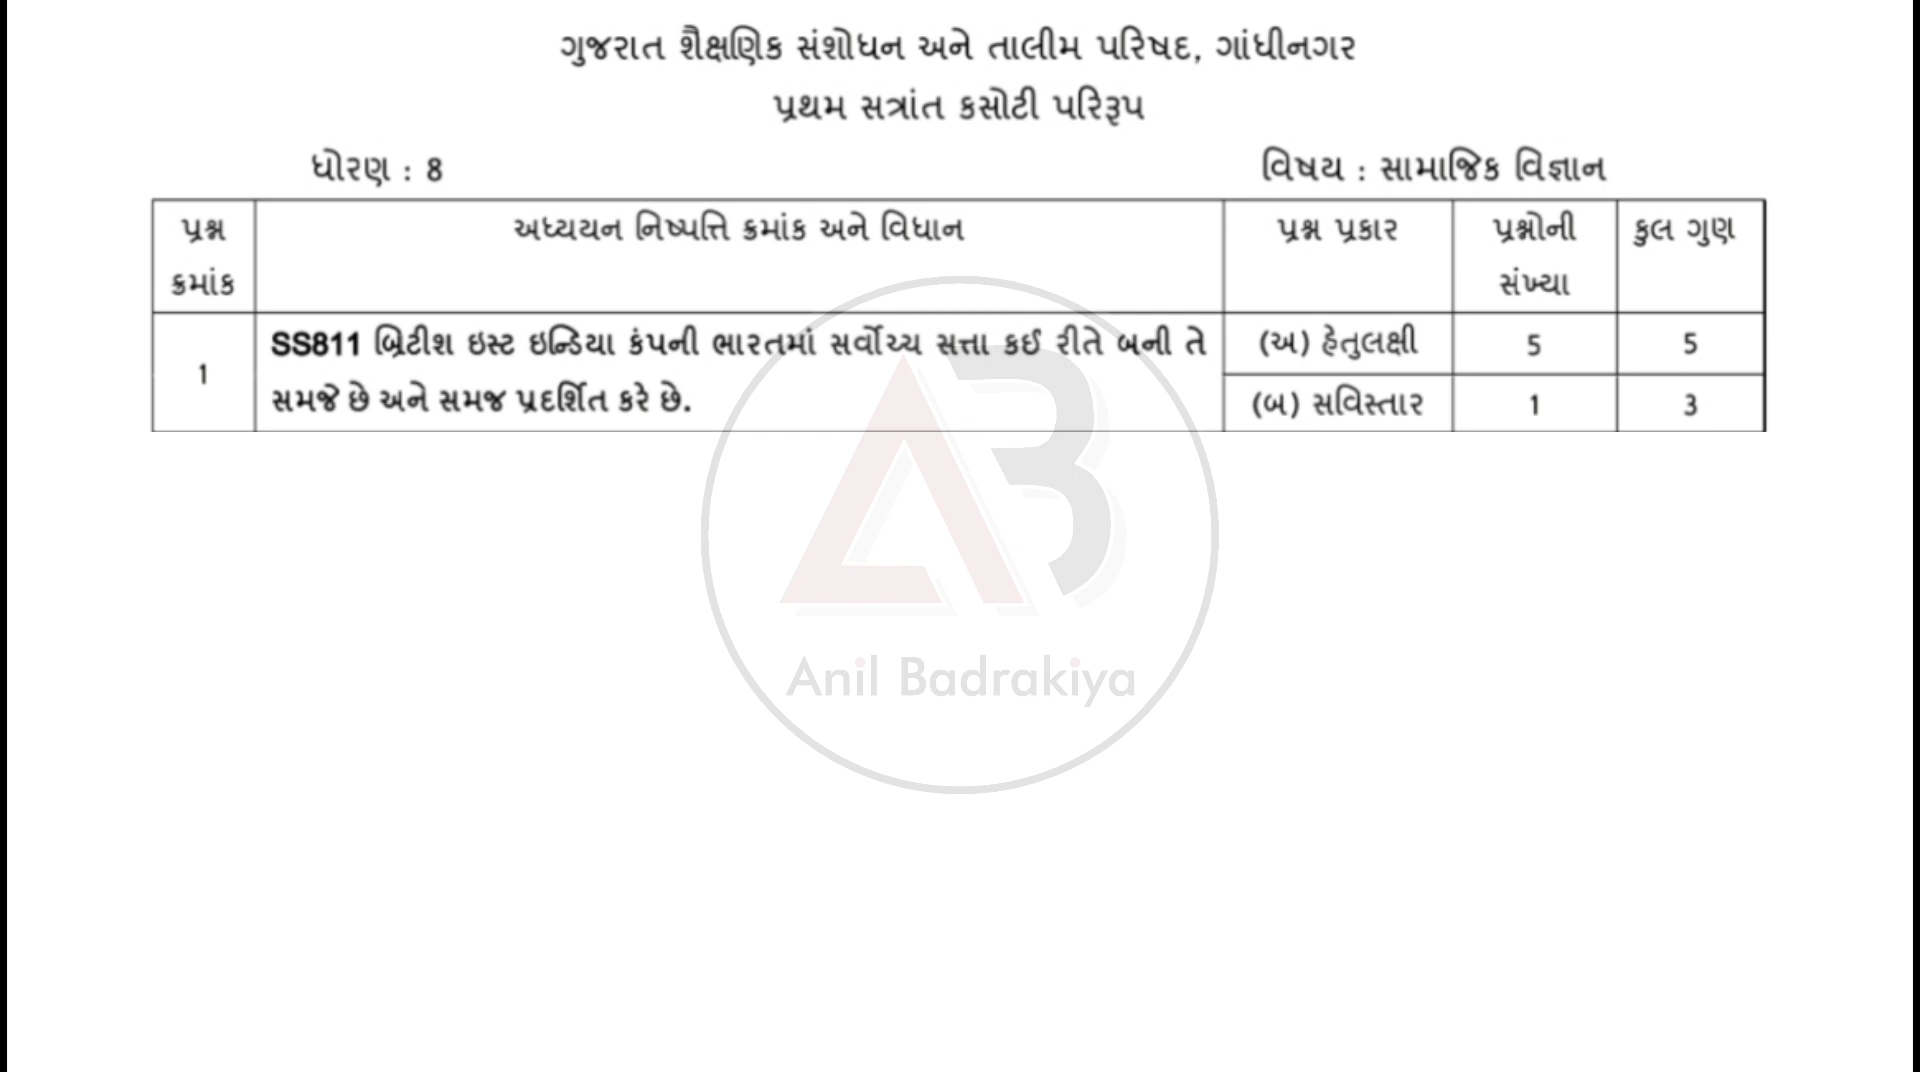 ગુજરાત શૈક્ષણિક સંશોધન અને તાલીમ પરિષદ, ગાંધીનગર
પ્રથમ સત્રાંત કસોટી પરિરૂપ
ધોરણ : 8 વિષય : સામાજિક વિજ્ઞાન
પ્રશ્ન ક્રમાંક અધ્યયન નિષ્પત્તિ ક્રમાંક અને વિધાન પ્રશ્ન પ્રકાર પ્રશ્નોની સંખ્યા કુલ ગુણ
1 SS811 બ્રિટીશ ઇસ્ટ ઇન્ડિયા કંપની ભારતમાં સર્વોચ્ચ સત્તા કઈ રીતે બની તે (અ) હેતુલક્ષી 5 5
સમજે છે અને સમજ પ્રદર્શિત કરે છે. (બ) સવિસ્તાર 1 3
AB
Anil Badrakiya